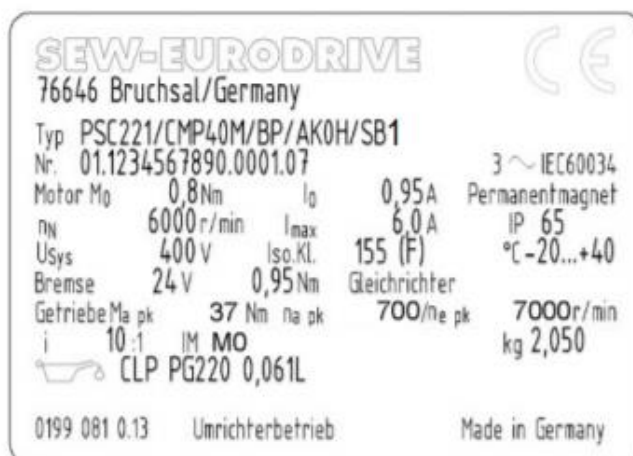 SEW-EURODRIVE CE
76646 Bruchsal/Germany
Typ PSC221/CMP40M/BP/AK0H/SB1
Nr. 01.1234567890.0001.07 3 ~ IEC60034
Motor M0 0,8 Nm I0 0,95 A Permanentmagnet
nN 6000 r/min Imax 6,0 A IP 65
USys 400 V Iso.Kl. 155 (F) °C -20...+40
Bremse 24 V 0,95 Nm Gleichrichter
Getriebe Ma pk 37 Nm na pk 700/ne pk 7000r/min
i 10 :1 IM MO kg 2,050
CLP PG220 0,061L
0199 081 0.13 Umrichterbetrieb Made in Germany